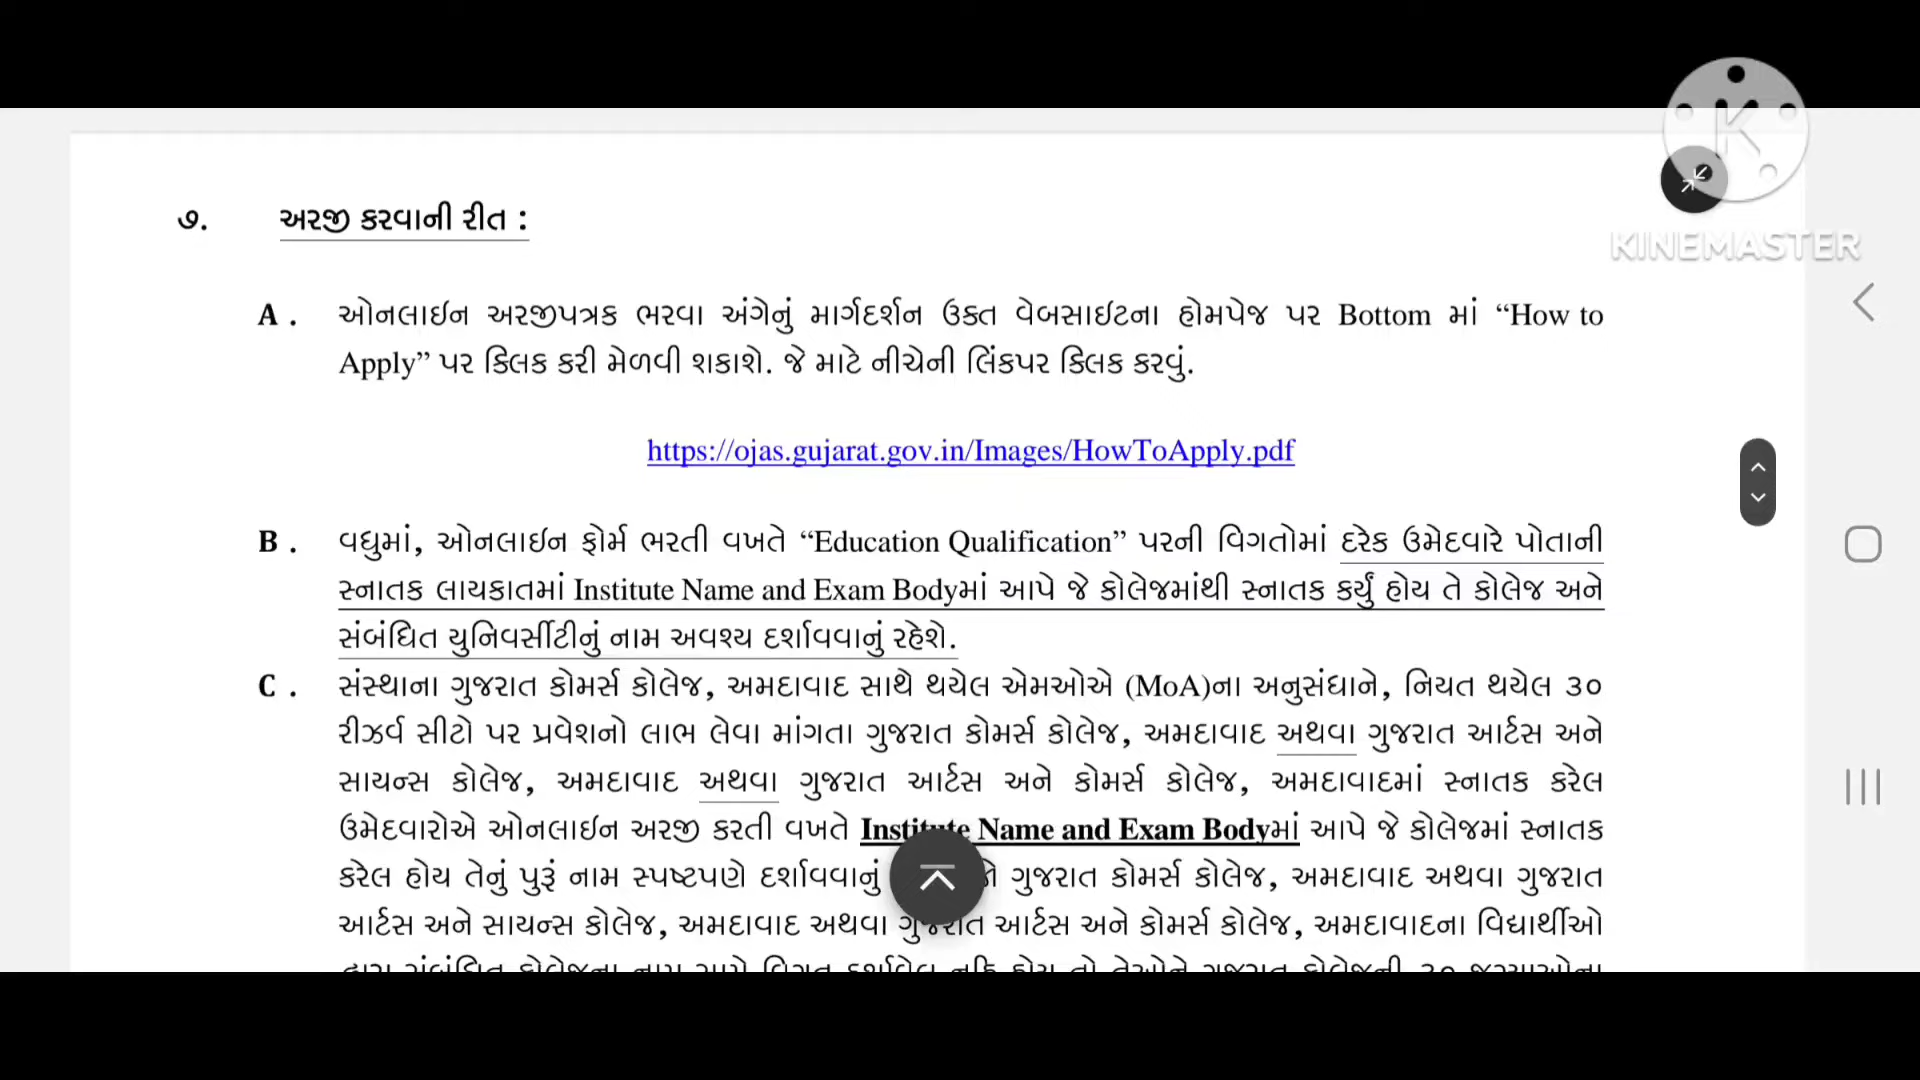 KINEMASTER
૭. અરજી કરવાની રીત :
A . ઓનલાઈન અરજીપત્રક ભરવા અંગેનું માર્ગદર્શન ઉક્ત વેબસાઈટના હોમપેજ પર Bottom માં “How to
Apply” પર ક્લિક કરી મેળવી શકાશે. જે માટે નીચેની લિંકપર ક્લિક કરવું.
https://ojas.gujarat.gov.in/Images/HowToApply.pdf
B . વધુમાં, ઓનલાઈન ફોર્મ ભરતી વખતે “Education Qualification” પરની વિગતોમાં દરેક ઉમેદવારે પોતાની
સ્નાતક લાયકાતમાં Institute Name and Exam Bodyમાં આપે જે કોલેજમાંથી સ્નાતક કર્યું હોય તે કોલેજ અને
સંબંધિત યુનિવર્સીટીનું નામ અવશ્ય દર્શાવવાનું રહેશે.
C . સંસ્થાના ગુજરાત કોમર્સ કોલેજ, અમદાવાદ સાથે થયેલ એમઓએ (MoA)ના અનુસંધાને, નિયત થયેલ ૩૦
રીઝર્વ સીટો પર પ્રવેશનો લાભ લેવા માંગતા ગુજરાત કોમર્સ કોલેજ, અમદાવાદ અથવા ગુજરાત આર્ટસ અને
સાયન્સ કોલેજ, અમદાવાદ અથવા ગુજરાત આર્ટસ અને કોમર્સ કોલેજ, અમદાવાદમાં સ્નાતક કરેલ
ઉમેદવારોએ ઓનલાઈન અરજી કરતી વખતે Institute Name and Exam Bodyમાં આપે જે કોલેજમાં સ્નાતક
કરેલ હોય તેનું પુરૂં નામ સ્પષ્ટપણે દર્શાવવાનું ગુજરાત કોમર્સ કોલેજ, અમદાવાદ અથવા ગુજરાત
આર્ટસ અને સાયન્સ કોલેજ, અમદાવાદ અથવા ગુજરાત આર્ટસ અને કોમર્સ કોલેજ, અમદાવાદના વિદ્યાર્થીઓ